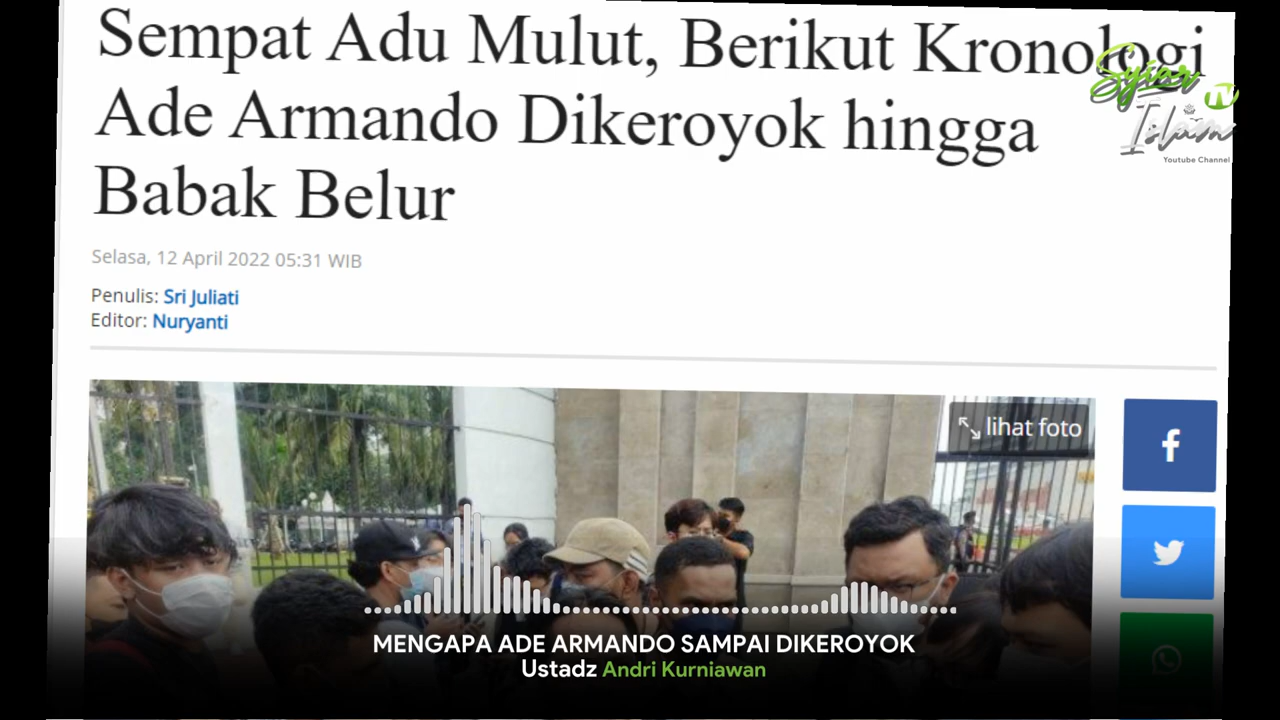 Sempat Adu Mulut, Berikut Kronologi
Ade Armando Dikeroyok hingga
Babak Belur
Syiar
TV
Islam
Youtube Channel
Selasa, 12 April 2022 05:31 WIB
Penulis: Sri Juliati
Editor: Nuryanti
lihat foto
f
MENGAPA ADE ARMANDO SAMPAI DIKEROYOK
Ustadz Andri Kurniawan